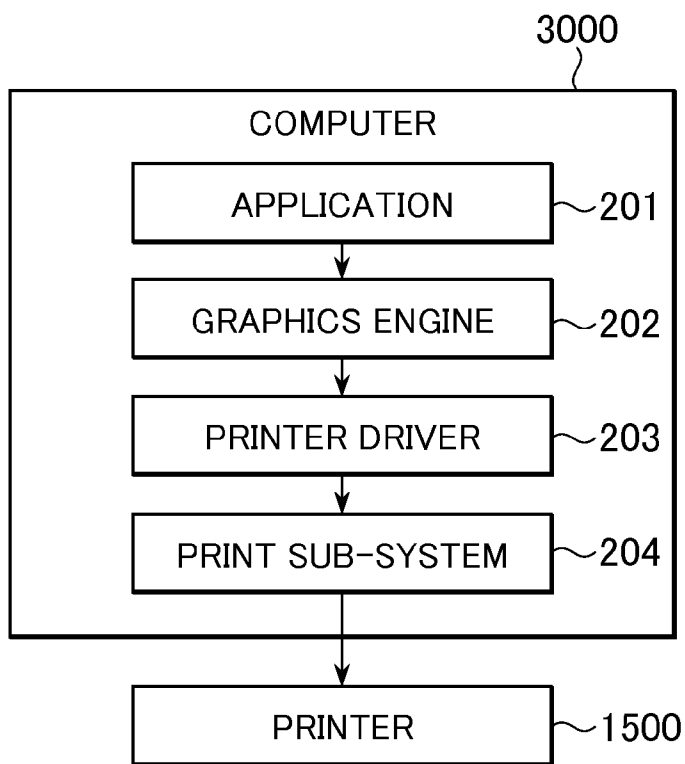 3000
COMPUTER
APPLICATION
201
GRAPHICS ENGINE
202
PRINTER DRIVER
203
PRINT SUB-SYSTEM
204
PRINTER
1500